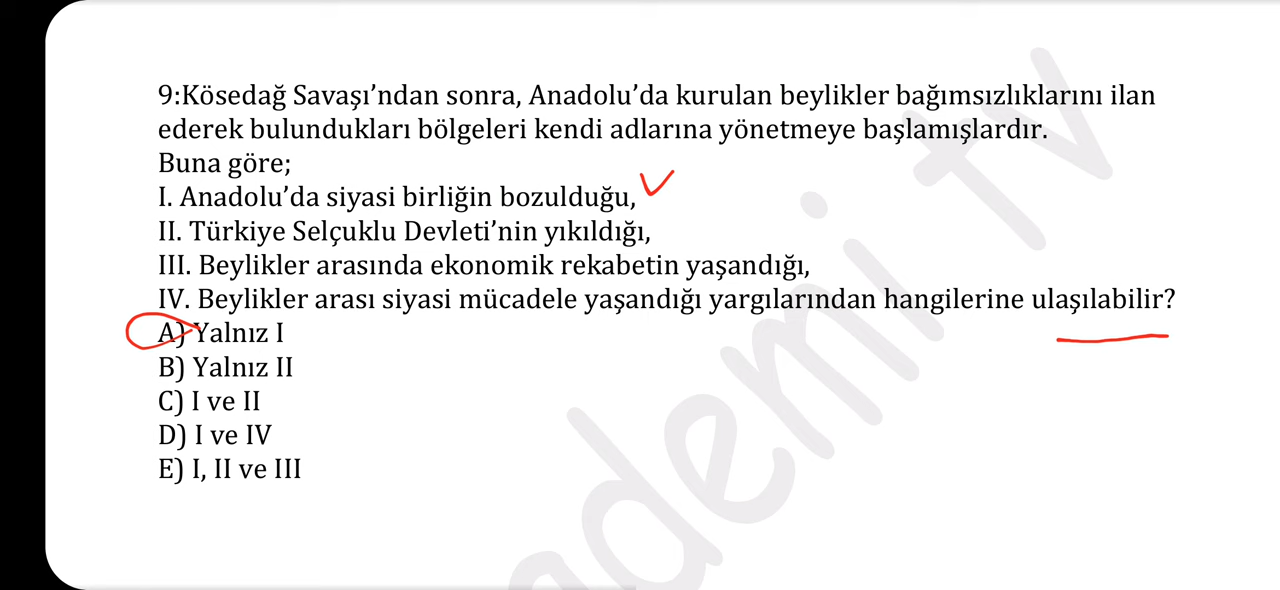 9:Kösedağ Savaşı’ndan sonra, Anadolu’da kurulan beylikler bağımsızlıklarını ilan
ederek bulundukları bölgeleri kendi adlarına yönetmeye başlamışlardır.
Buna göre;
I. Anadolu’da siyasi birliğin bozulduğu,
II. Türkiye Selçuklu Devleti’nin yıkıldığı,
III. Beylikler arasında ekonomik rekabetin yaşandığı,
IV. Beylikler arası siyasi mücadele yaşandığı yargılarından hangilerine ulaşılabilir?
A) Yalnız I
B) Yalnız II
C) I ve II
D) I ve IV
E) I, II ve III
ademi tv